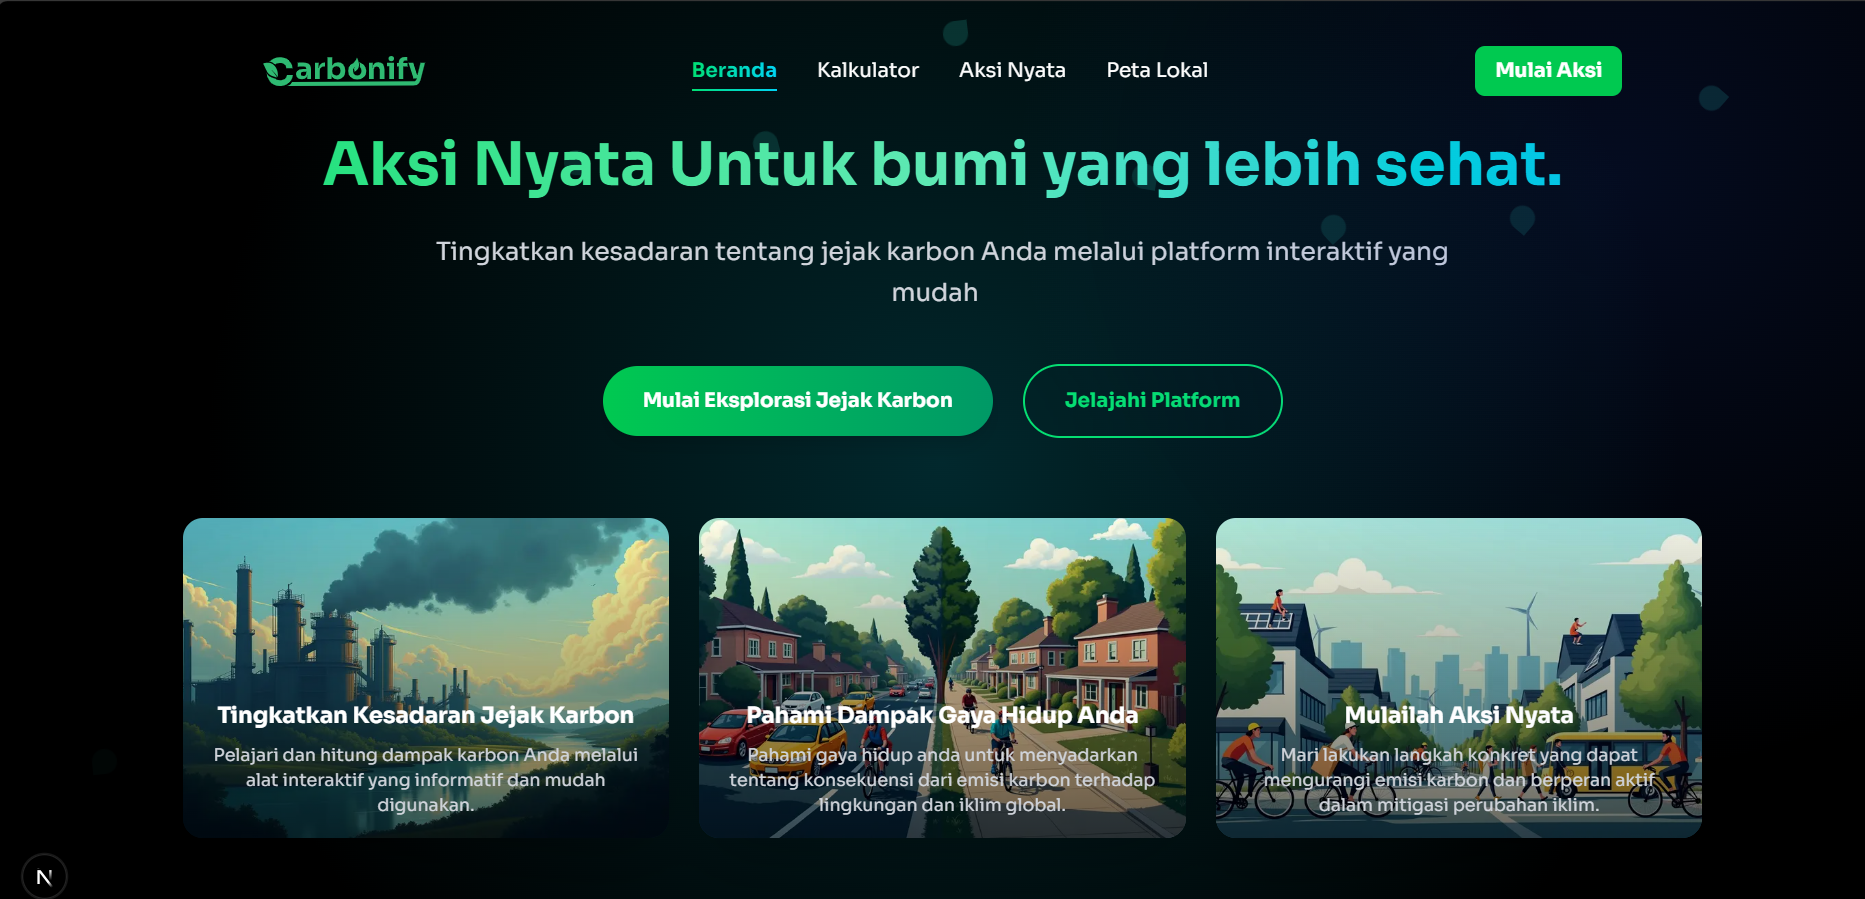 Carbonify
Beranda
Kalkulator
Aksi Nyata
Peta Lokal
Mulai Aksi
Aksi Nyata Untuk bumi yang lebih sehat.
Tingkatkan kesadaran tentang jejak karbon Anda melalui platform interaktif yang
mudah
Mulai Eksplorasi Jejak Karbon
Jelajahi Platform
Tingkatkan Kesadaran Jejak Karbon
Pelajari dan hitung dampak karbon Anda melalui
alat interaktif yang informatif dan mudah
digunakan.
Pahami Dampak Gaya Hidup Anda
Pahami gaya hidup anda untuk menyadarkan
tentang konsekuensi dari emisi karbon terhadap
lingkungan dan iklim global.
Mulailah Aksi Nyata
Mari lakukan langkah konkret yang dapat
mengurangi emisi karbon dan berperan aktif
dalam mitigasi perubahan iklim.
N